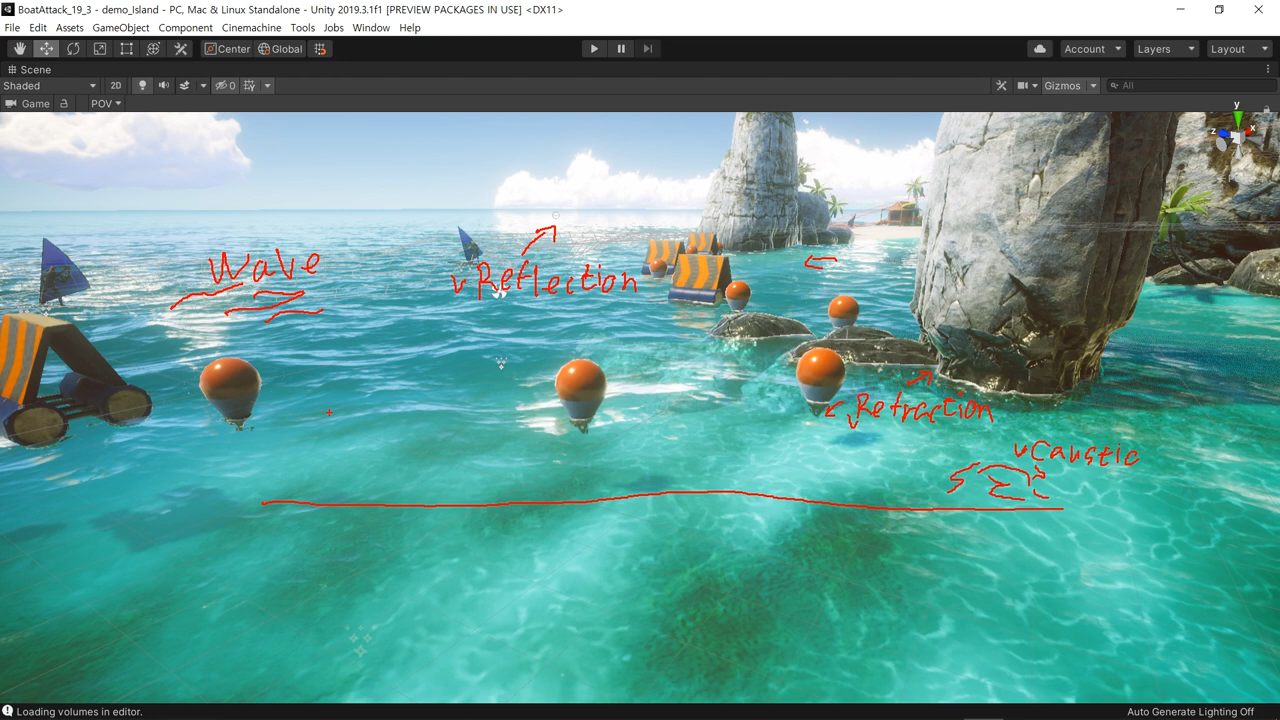 BoatAttack_19_3 - demo_Island - PC, Mac & Linux Standalone - Unity 2019.3.1f1 [PREVIEW PACKAGES IN USE] <DX11>
File Edit Assets GameObject Component Cinemachine Tools Jobs Window Help
Center Global Account Layers Layout
Scene
Shaded 2D 0 Gizmos All
Game POV
y
z x
Wave
v Reflection
v Refraction
v Caustic
Loading volumes in editor. Auto Generate Lighting Off